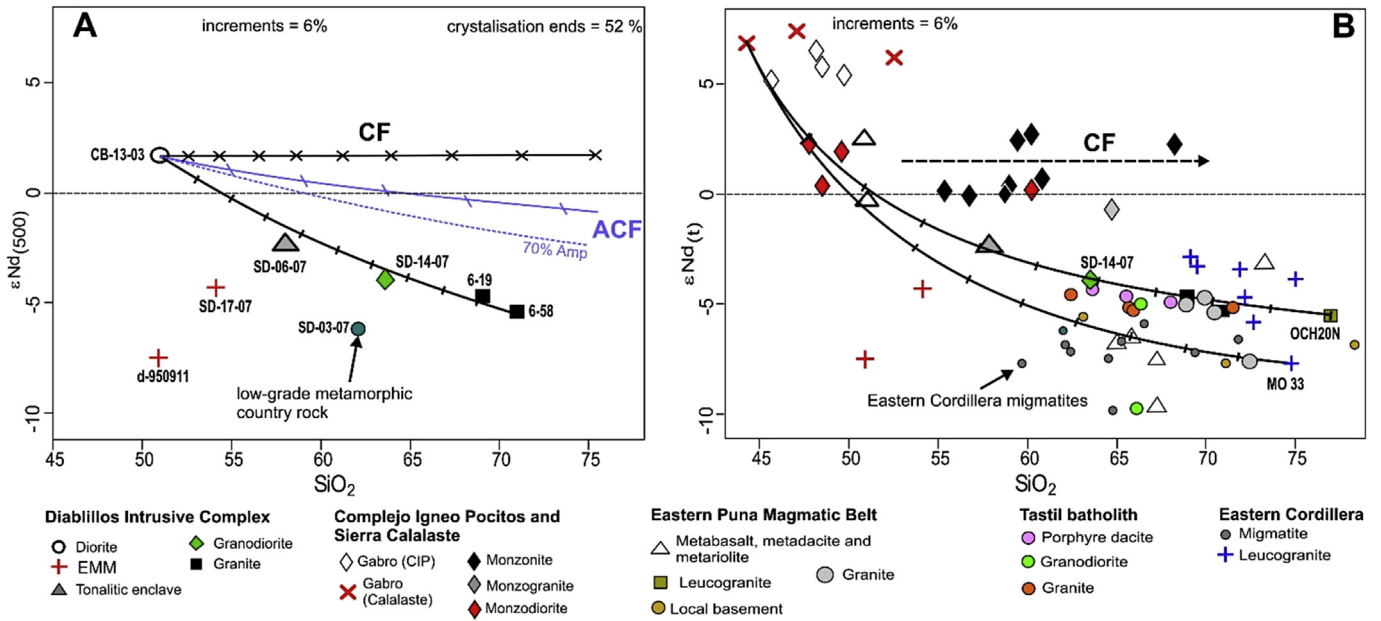 A
increments = 6%
crystalisation ends = 52 %
5
0
-5
-10
εNd(500)
CB-13-03
CF
ACF
70% Amp
SD-06-07
SD-14-07
SD-17-07
6-19
6-58
SD-03-07
d-950911
low-grade metamorphic
country rock
50
55
60
65
70
75
SiO2
B
increments = 6%
5
0
-5
-10
εNd(t)
CF
SD-14-07
OCH20N
MO 33
Eastern Cordillera migmatites
45
50
55
60
65
70
75
SiO2
Diablillos Intrusive Complex
Diorite
EMM
Tonalitic enclave
Granodiorite
Granite
Complejo Igneo Pocitos and
Sierra Calalaste
Gabro (CIP)
Gabro
(Calalaste)
Monzonite
Monzogranite
Monzodiorite
Eastern Puna Magmatic Belt
Metabasalt, metadacite and
metariolite
Leucogranite
Local basement
Granite
Tastil batholith
Porphyre dacite
Granodiorite
Granite
Eastern Cordillera
Migmatite
Leucogranite